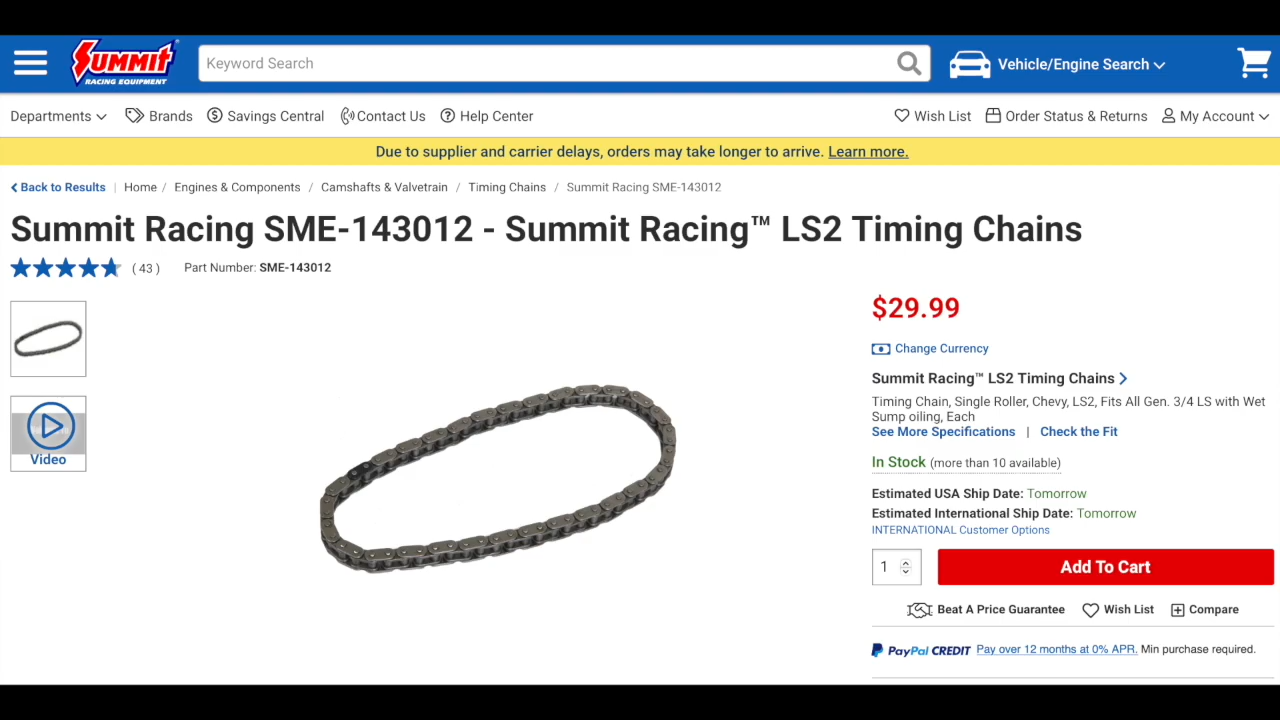 SUMMIT
RACING EQUIPMENT
Keyword Search
Vehicle/Engine Search
Departments
Brands
Savings Central
Contact Us
Help Center
Wish List
Order Status & Returns
My Account
Due to supplier and carrier delays, orders may take longer to arrive. Learn more.
Back to Results | Home / Engines & Components / Camshafts & Valvetrain / Timing Chains / Summit Racing SME-143012
Summit Racing SME-143012 - Summit Racing™ LS2 Timing Chains
( 43 )
Part Number: SME-143012
Video
$29.99
Change Currency
Summit Racing™ LS2 Timing Chains
Timing Chain, Single Roller, Chevy, LS2, Fits All Gen. 3/4 LS with Wet
Sump oiling, Each
See More Specifications | Check the Fit
In Stock (more than 10 available)
Estimated USA Ship Date: Tomorrow
Estimated International Ship Date: Tomorrow
INTERNATIONAL Customer Options
1
Add To Cart
Beat A Price Guarantee
Wish List
Compare
PayPal CREDIT Pay over 12 months at 0% APR. Min purchase required.